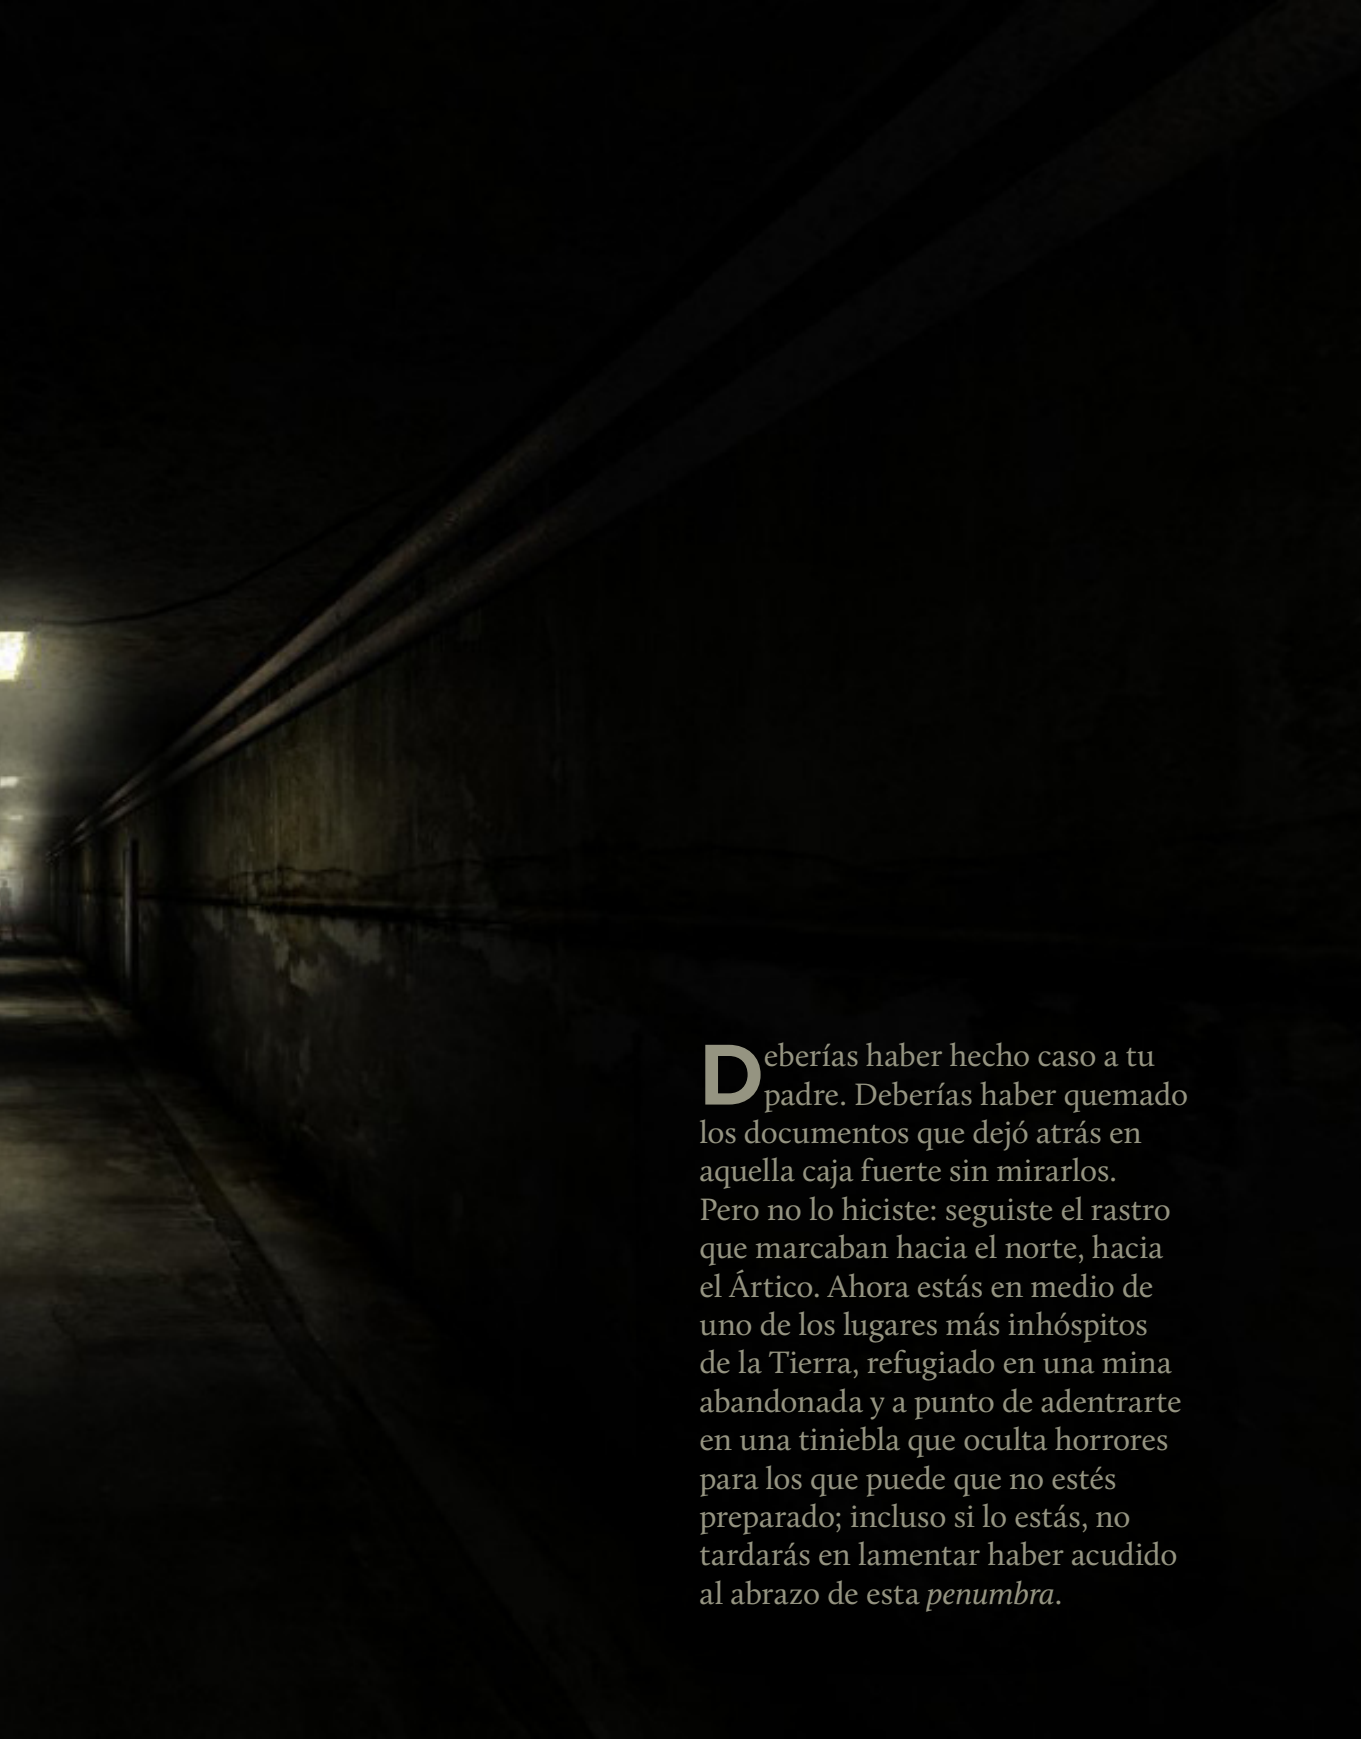 Deberías haber hecho caso a tu
padre. Deberías haber quemado
los documentos que dejó atrás en
aquella caja fuerte sin mirarlos.
Pero no lo hiciste: seguiste el rastro
que marcaban hacia el norte, hacia
el Ártico. Ahora estás en medio de
uno de los lugares más inhóspitos
de la Tierra, refugiado en una mina
abandonada y a punto de adentrarte
en una tiniebla que oculta horrores
para los que puede que no estés
preparado; incluso si lo estás, no
tardarás en lamentar haber acudido
al abrazo de esta penumbra.